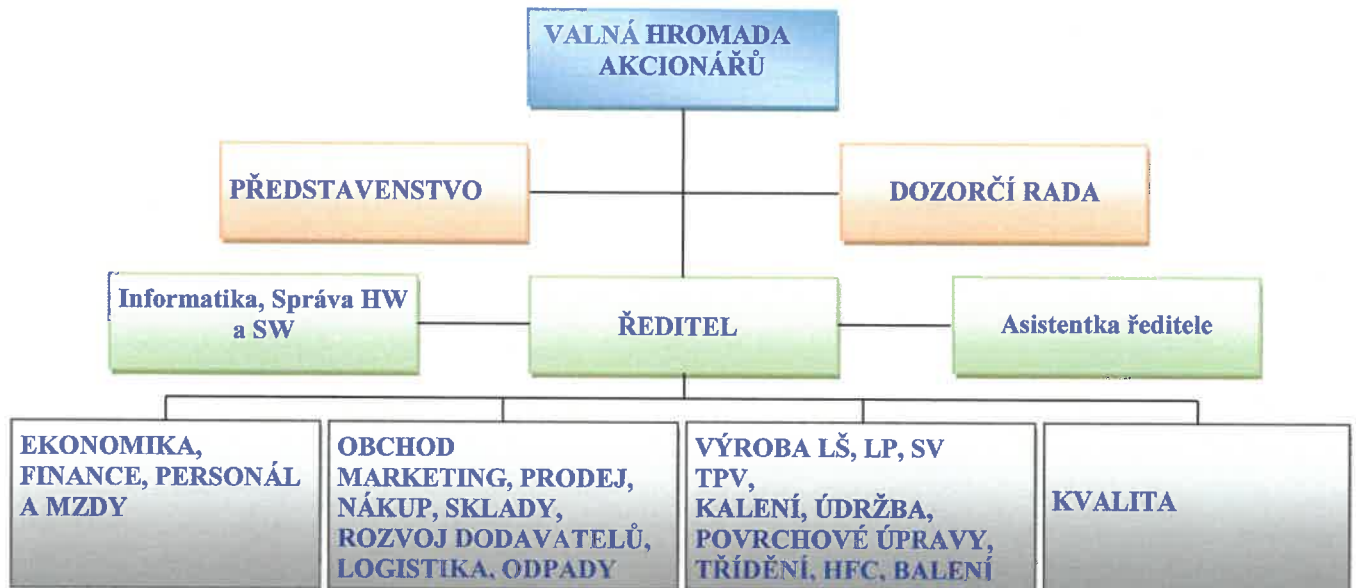 VALNÁ HROMADA
AKCIONÁŘŮ
PŘEDSTAVENSTVO
DOZORČÍ RADA
Informatika, Správa HW
a SW
ŘEDITEL
Asistentka ředitele
EKONOMIKA,
FINANCE, PERSONÁL
A MZDY
OBCHOD
MARKETING, PRODEJ,
NÁKUP, SKLADY,
ROZVOJ DODAVATELŮ,
LOGISTIKA, ODPADY
VÝROBA LŠ, LP, SV
TPV,
KALENÍ, ÚDRŽBA,
POVRCHOVÉ ÚPRAVY,
TŘÍDĚNÍ, HFC, BALENÍ
KVALITA